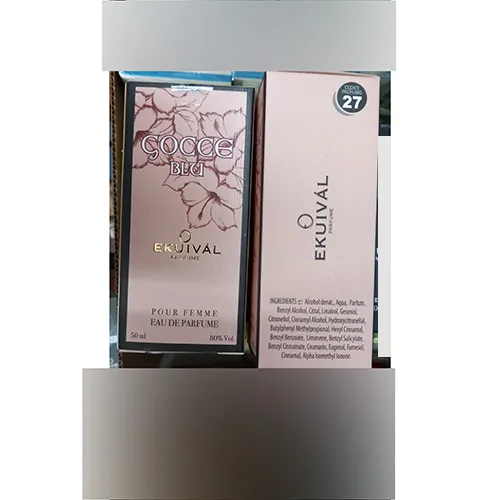 GOCCE
BLU
EKUIVÁL
PARFUME
POUR FEMME
EAU DE PARFUME
50 ml 80% Vol.
CODICE
PROFUMO
27
EKUIVÁL
PARFUME
INGREDIENTS :: Alcohol denat., Aqua, Parfum,
Benzyl Alcohol, Citral, Linalool, Geraniol,
Citronellol, Cinnamyl Alcohol, Hydroxycitronellal,
Butylphenyl Methylpropional, Hexyl Cinnamal,
Benzyl Benzoate, Limonene, Benzyl Salicylate,
Benzyl Cinnamate, Coumarin, Eugenol, Farnesol,
Cinnamal, Alpha Isomethyl Ionone.